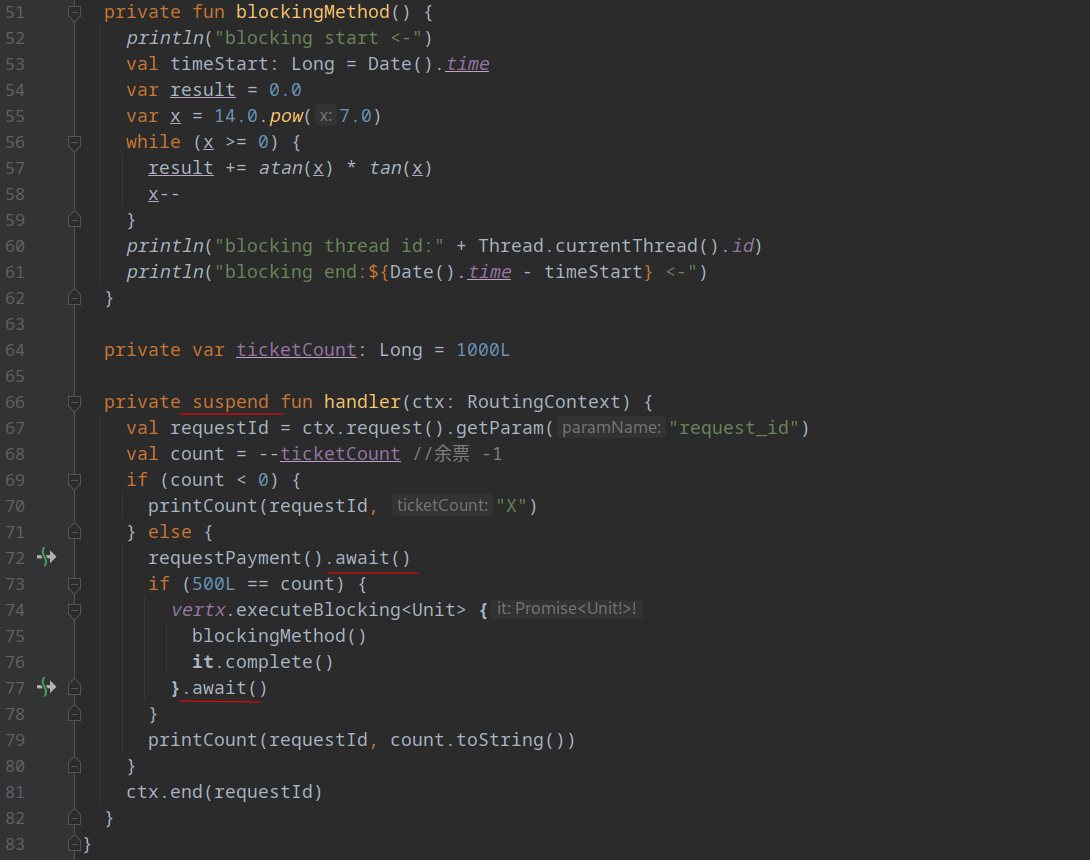 51 private fun blockingMethod() {
52 println("blocking start <-")
53 val timeStart: Long = Date().time
54 var result = 0.0
55 var x = 14.0.pow( x: 7.0)
56 while (x >= 0) {
57 result += atan(x) * tan(x)
58 x--
59 }
60 println("blocking thread id:" + Thread.currentThread().id)
61 println("blocking end:${Date().time - timeStart} <-")
62 }
63
64 private var ticketCount: Long = 1000L
65
66 private suspend fun handler(ctx: RoutingContext) {
67 val requestId = ctx.request().getParam( paramName: "request_id")
68 val count = --ticketCount //余票 -1
69 if (count < 0) {
70 printCount(requestId, ticketCount: "X")
71 } else {
72 requestPayment().await()
73 if (500L == count) {
74 vertx.executeBlocking<Unit> { it: Promise<Unit!>!
75 blockingMethod()
76 it.complete()
77 }.await()
78 }
79 printCount(requestId, count.toString())
80 }
81 ctx.end(requestId)
82 }
83 }